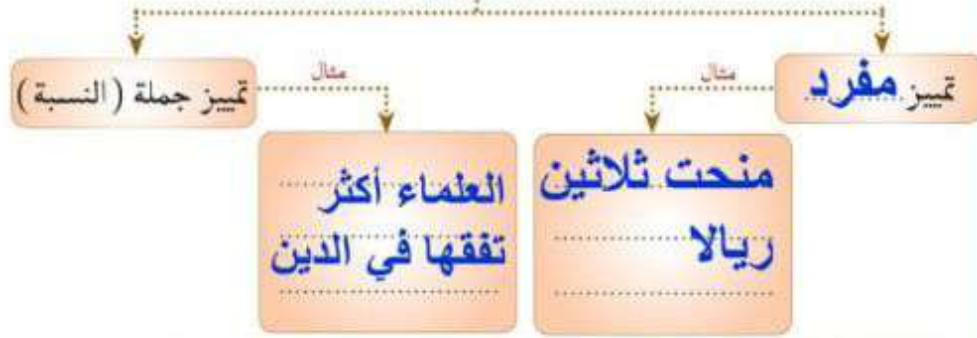 تمييز مفرد
مثال
منحت ثلاثين
ريالا
تمييز جملة (النسبة)
مثال
العلماء أكثر
تفقها في الدين